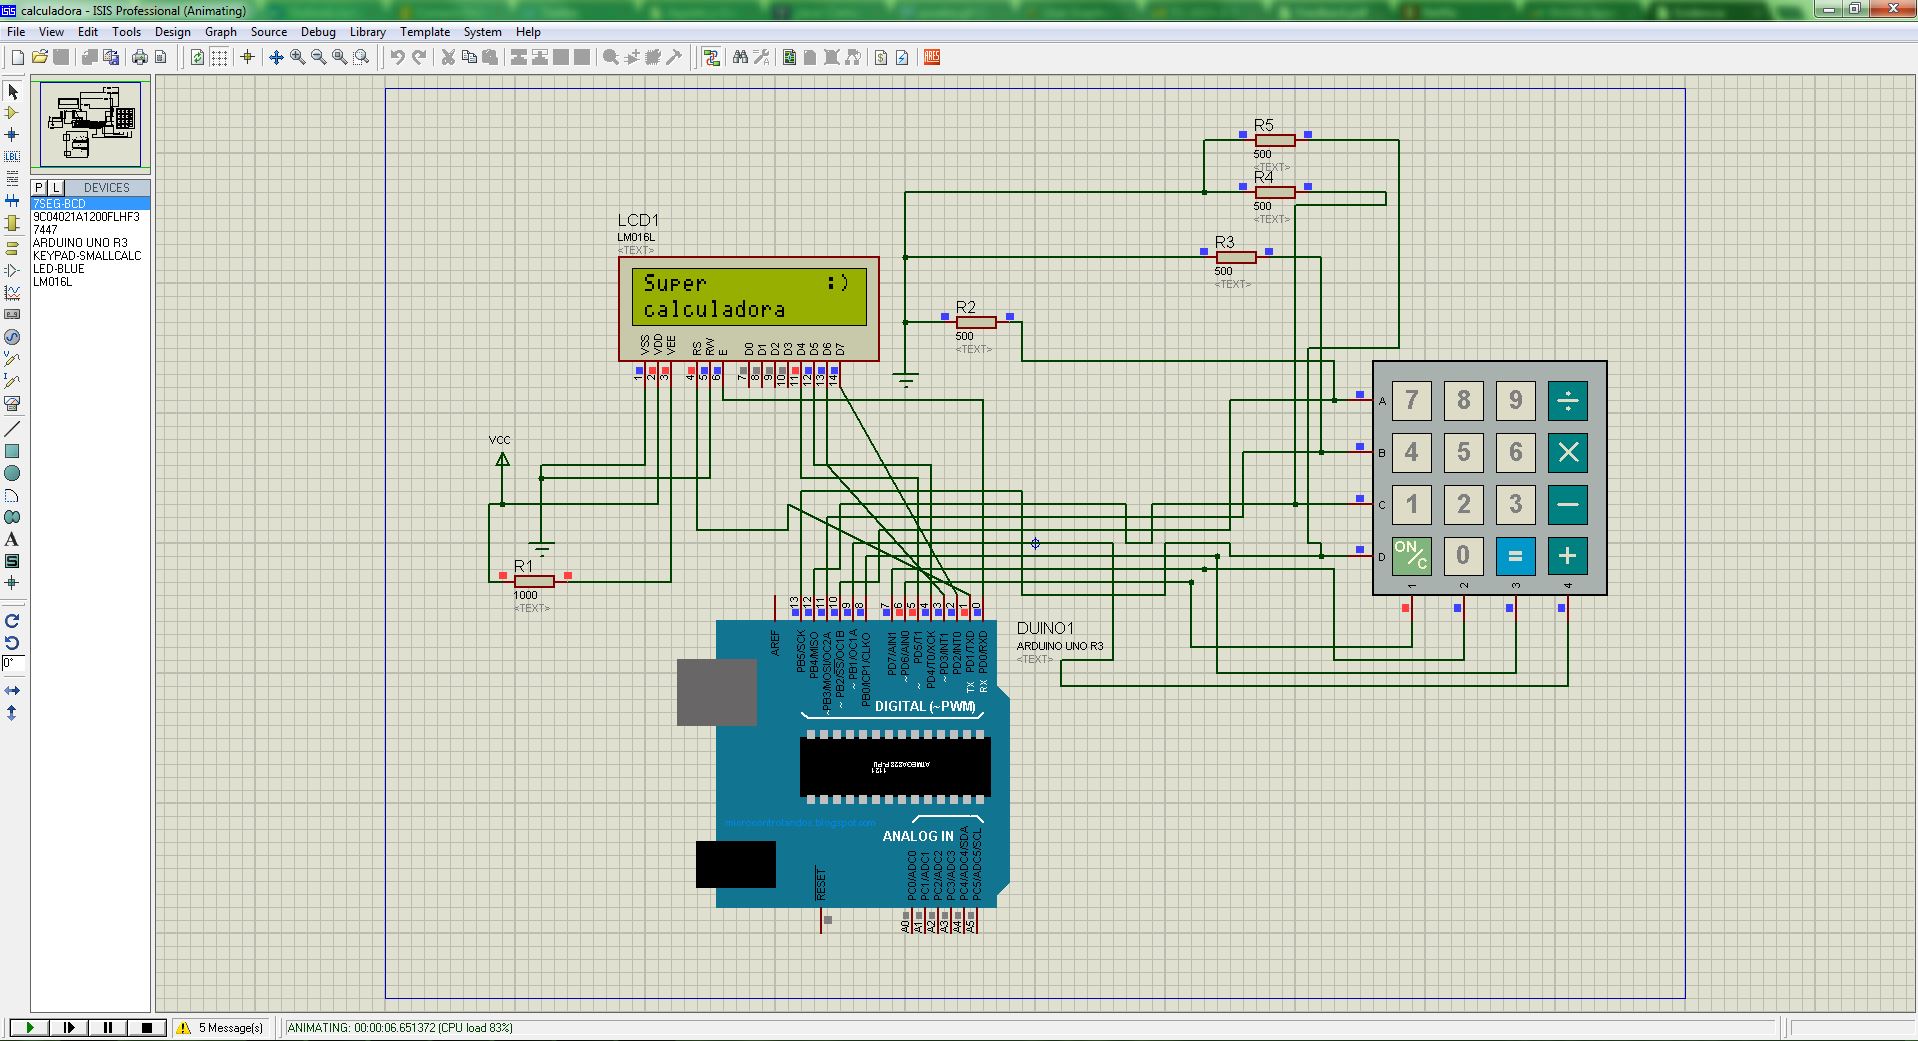 calculadora - ISIS Professional (Animating)
File View Edit Tools Design Graph Source Debug Library Template System Help
P L DEVICES
7SEG-BCD
9C04021A1200FLHF3
7447
ARDUINO UNO R3
KEYPAD-SMALLCALC
LED-BLUE
LM016L
LBL
A
S
0°
ARES
R5
500
<TEXT>
R4
500
<TEXT>
R3
500
<TEXT>
R2
500
<TEXT>
LCD1
LM016L
<TEXT>
Super :)
calculadora
VSS VDD VEE RS RW E D0 D1 D2 D3 D4 D5 D6 D7
1 2 3 4 5 6 7 8 9 10 11 12 13 14
VCC
R1
1000
<TEXT>
A 7 8 9 ÷
B 4 5 6 ×
C 1 2 3 −
D ON/C 0 = +
1 2 3 4
13 12 11 10 9 8 7 6 5 4 3 2 1 0
AREF
PB5/SCK
PB4/MISO
~PB3/MOSI/OC2A
~PB2/SS/OC1B
~PB1/OC1A
PB0/ICP1/CLKO
PD7/AIN1
~PD6/AIN0
~PD5/T1
PD4/T0/XCK
~PD3/INT1
PD2/INT0
PD1/TXD
PD0/RXD
TX
RX
DUINO1
ARDUINO UNO R3
<TEXT>
DIGITAL (~PWM)
ATMEGA328P-PU
1121
microcontrolandos.blogspot.com
ANALOG IN
RESET
PC0/ADC0
PC1/ADC1
PC2/ADC2
PC3/ADC3
PC4/ADC4/SDA
PC5/ADC5/SCL
A0 A1 A2 A3 A4 A5
5 Message(s)
ANIMATING: 00:00:06.651372 (CPU load 83%)